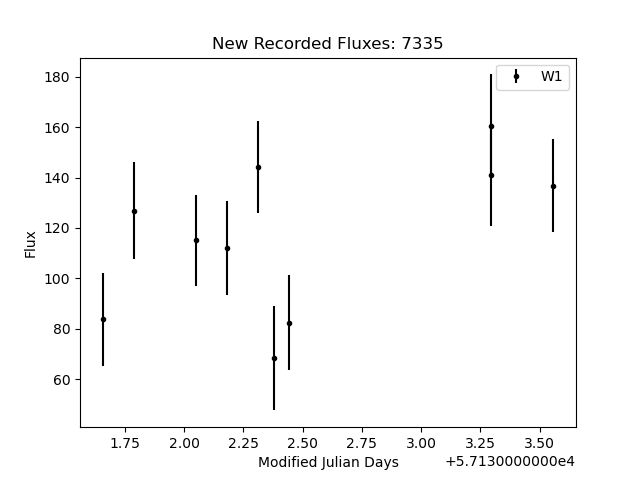 New Recorded Fluxes: 7335
W1
180
160
140
120
100
80
60
Flux
1.75 2.00 2.25 2.50 2.75 3.00 3.25 3.50
Modified Julian Days
+5.7130000000e4